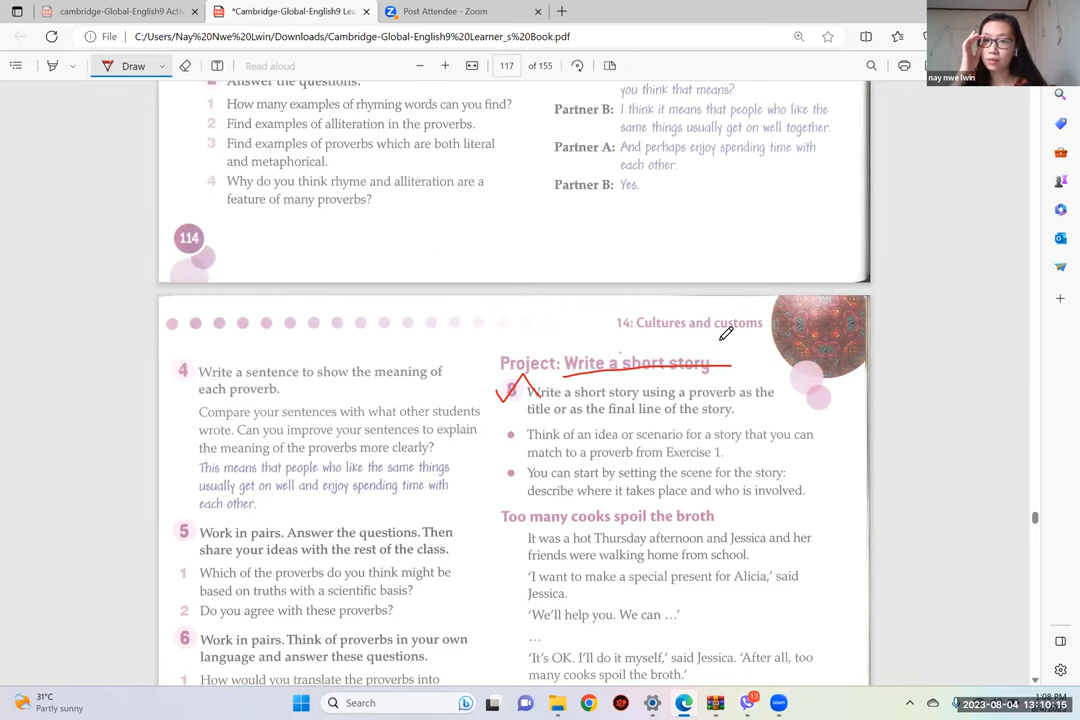 cambridge-Global-English9 Acti
*Cambridge-Global-English9 Lea
Post Attendee - Zoom
File
C:/Users/Nay%20Nwe%20Lwin/Downloads/Cambridge-Global-English9%20Learner_s%20Book.pdf
Draw
Read aloud
117
of 155
nay nwe lwin
Answer the questions.
1 How many examples of rhyming words can you find?
2 Find examples of alliteration in the proverbs.
3 Find examples of proverbs which are both literal
and metaphorical.
4 Why do you think rhyme and alliteration are a
feature of many proverbs?
114
you think that means?
Partner B: I think it means that people who like the
same things usually get on well together.
Partner A: And perhaps enjoy spending time with
each other.
Partner B: Yes.
14: Cultures and customs
4 Write a sentence to show the meaning of
each proverb.
Compare your sentences with what other students
wrote. Can you improve your sentences to explain
the meaning of the proverbs more clearly?
This means that people who like the same things
usually get on well and enjoy spending time with
each other.
5 Work in pairs. Answer the questions. Then
share your ideas with the rest of the class.
1 Which of the proverbs do you think might be
based on truths with a scientific basis?
2 Do you agree with these proverbs?
6 Work in pairs. Think of proverbs in your own
language and answer these questions.
1 How would you translate the proverbs into
Project: Write a short story
8 Write a short story using a proverb as the
title or as the final line of the story.
Think of an idea or scenario for a story that you can
match to a proverb from Exercise 1.
You can start by setting the scene for the story:
describe where it takes place and who is involved.
Too many cooks spoil the broth
It was a hot Thursday afternoon and Jessica and her
friends were walking home from school.
'I want to make a special present for Alicia,' said
Jessica.
'We'll help you. We can ...'
...
'It's OK. I'll do it myself,' said Jessica. 'After all, too
many cooks spoil the broth.'
31°C
Partly sunny
Search
13
1:08 PM
2023-08-04 13:10:15